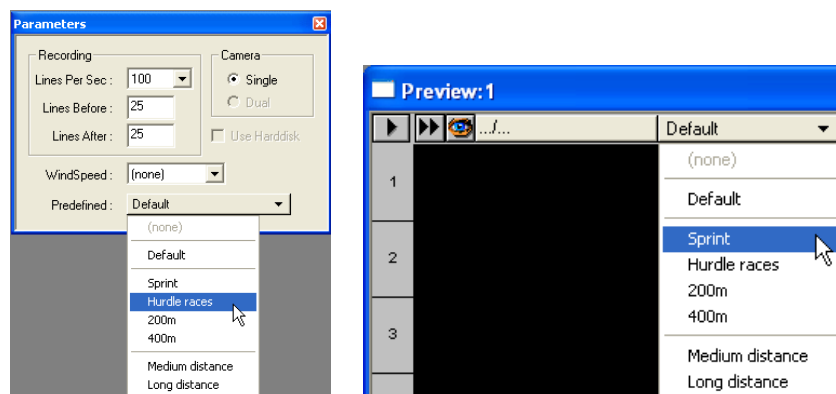 Parameters
Recording
Camera
Lines Per Sec : 100
Single
Lines Before : 25
Dual
Lines After : 25
Use Harddisk
WindSpeed : (none)
Predefined : Default
(none)
Default
Sprint
Hurdle races
200m
400m
Medium distance
Long distance
Preview:1
.../... Default
(none)
1
Default
Sprint
2
Hurdle races
200m
400m
3
Medium distance
Long distance